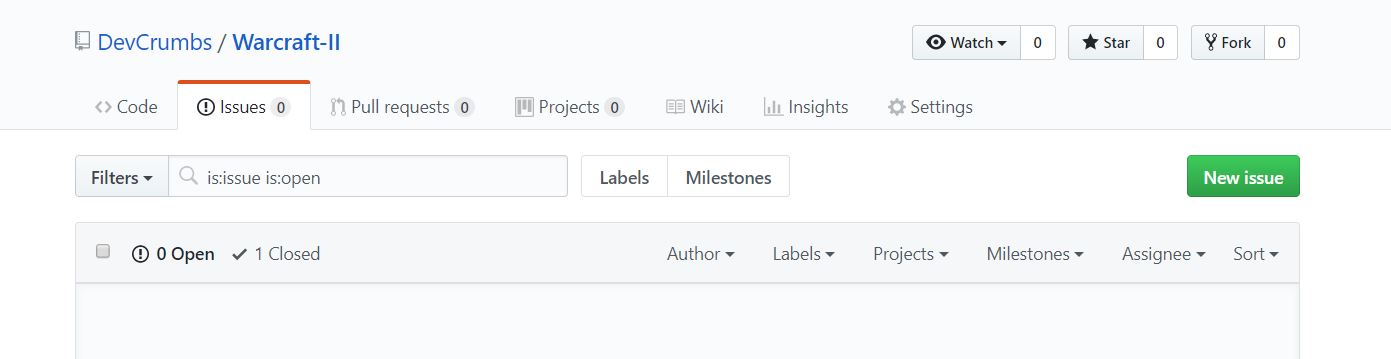 DevCrumbs / Warcraft-II Watch 0 Star 0 Fork 0
Code Issues 0 Pull requests 0 Projects 0 Wiki Insights Settings
Filters is:issue is:open Labels Milestones New issue
0 Open 1 Closed Author Labels Projects Milestones Assignee Sort